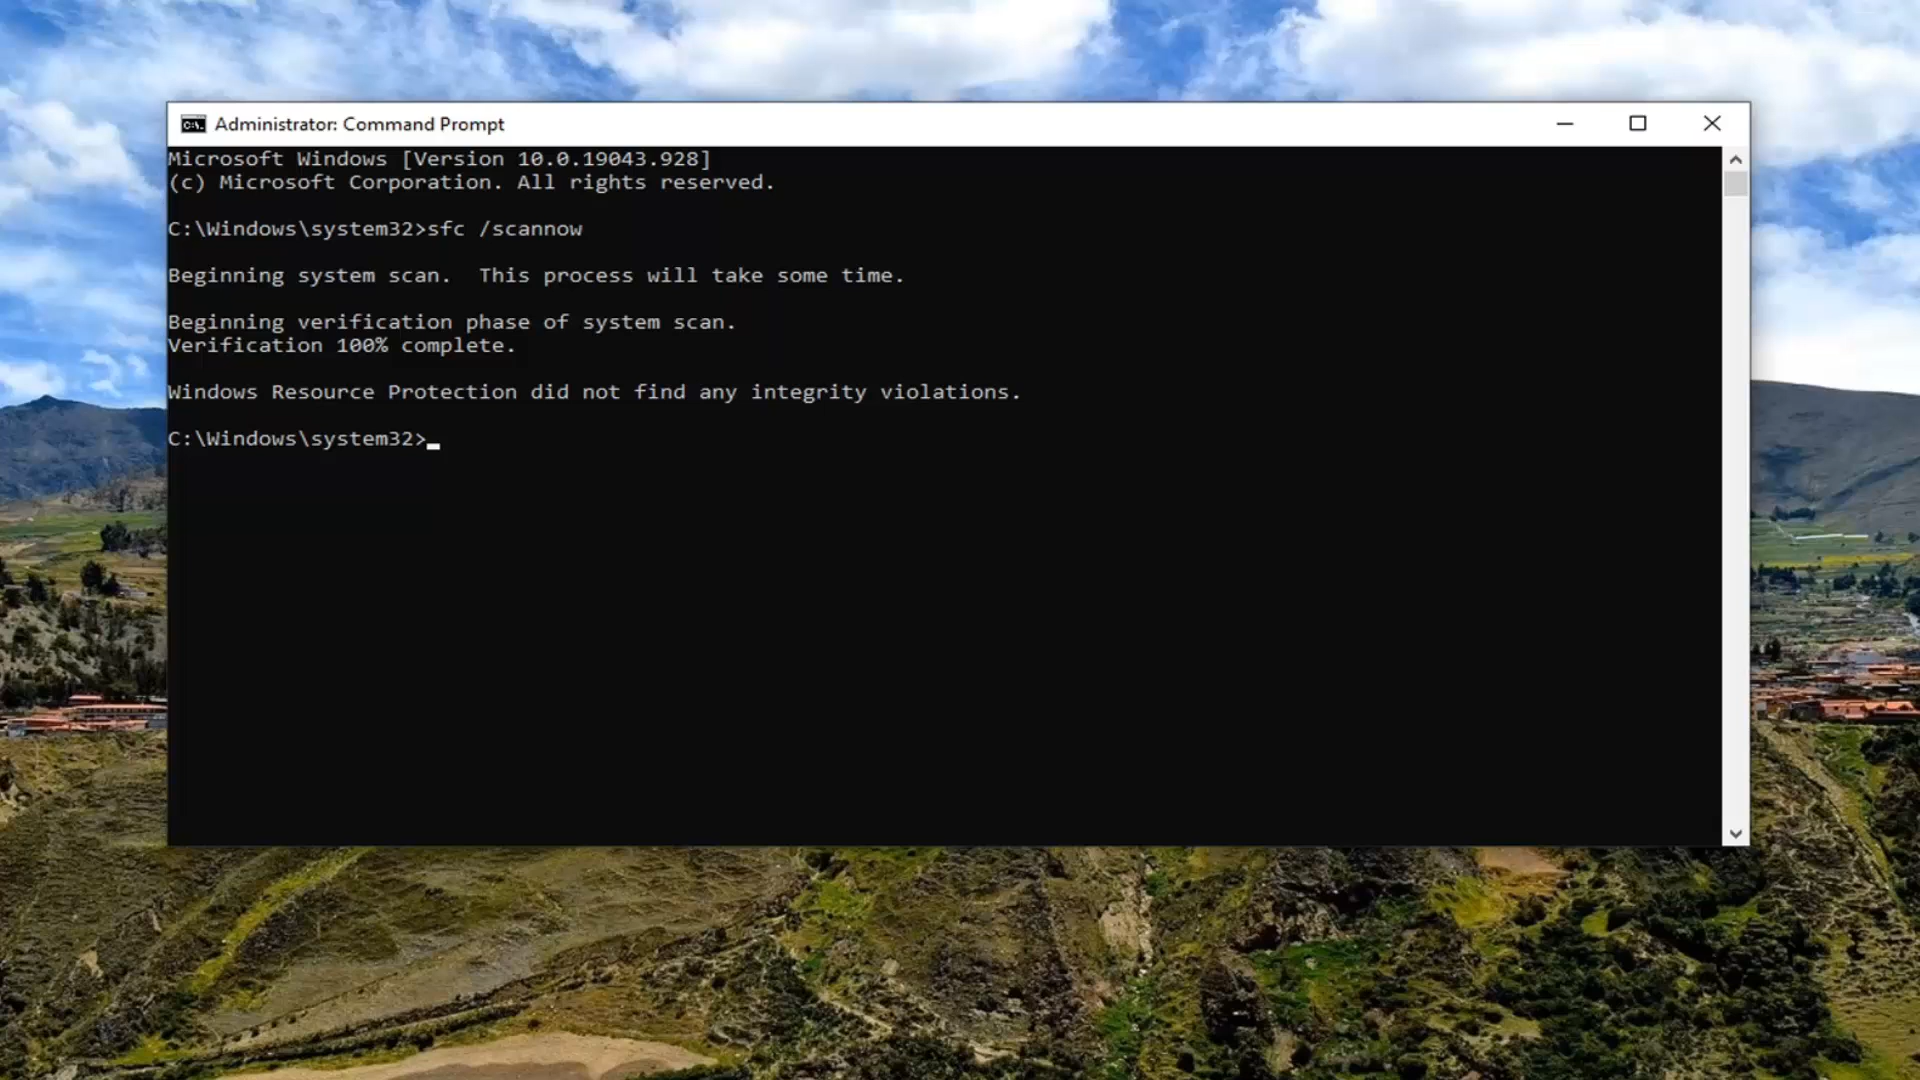 Administrator: Command Prompt
Microsoft Windows [Version 10.0.19043.928]
(c) Microsoft Corporation. All rights reserved.
C:\Windows\system32>sfc /scannow
Beginning system scan.  This process will take some time.
Beginning verification phase of system scan.
Verification 100% complete.
Windows Resource Protection did not find any integrity violations.
C:\Windows\system32>